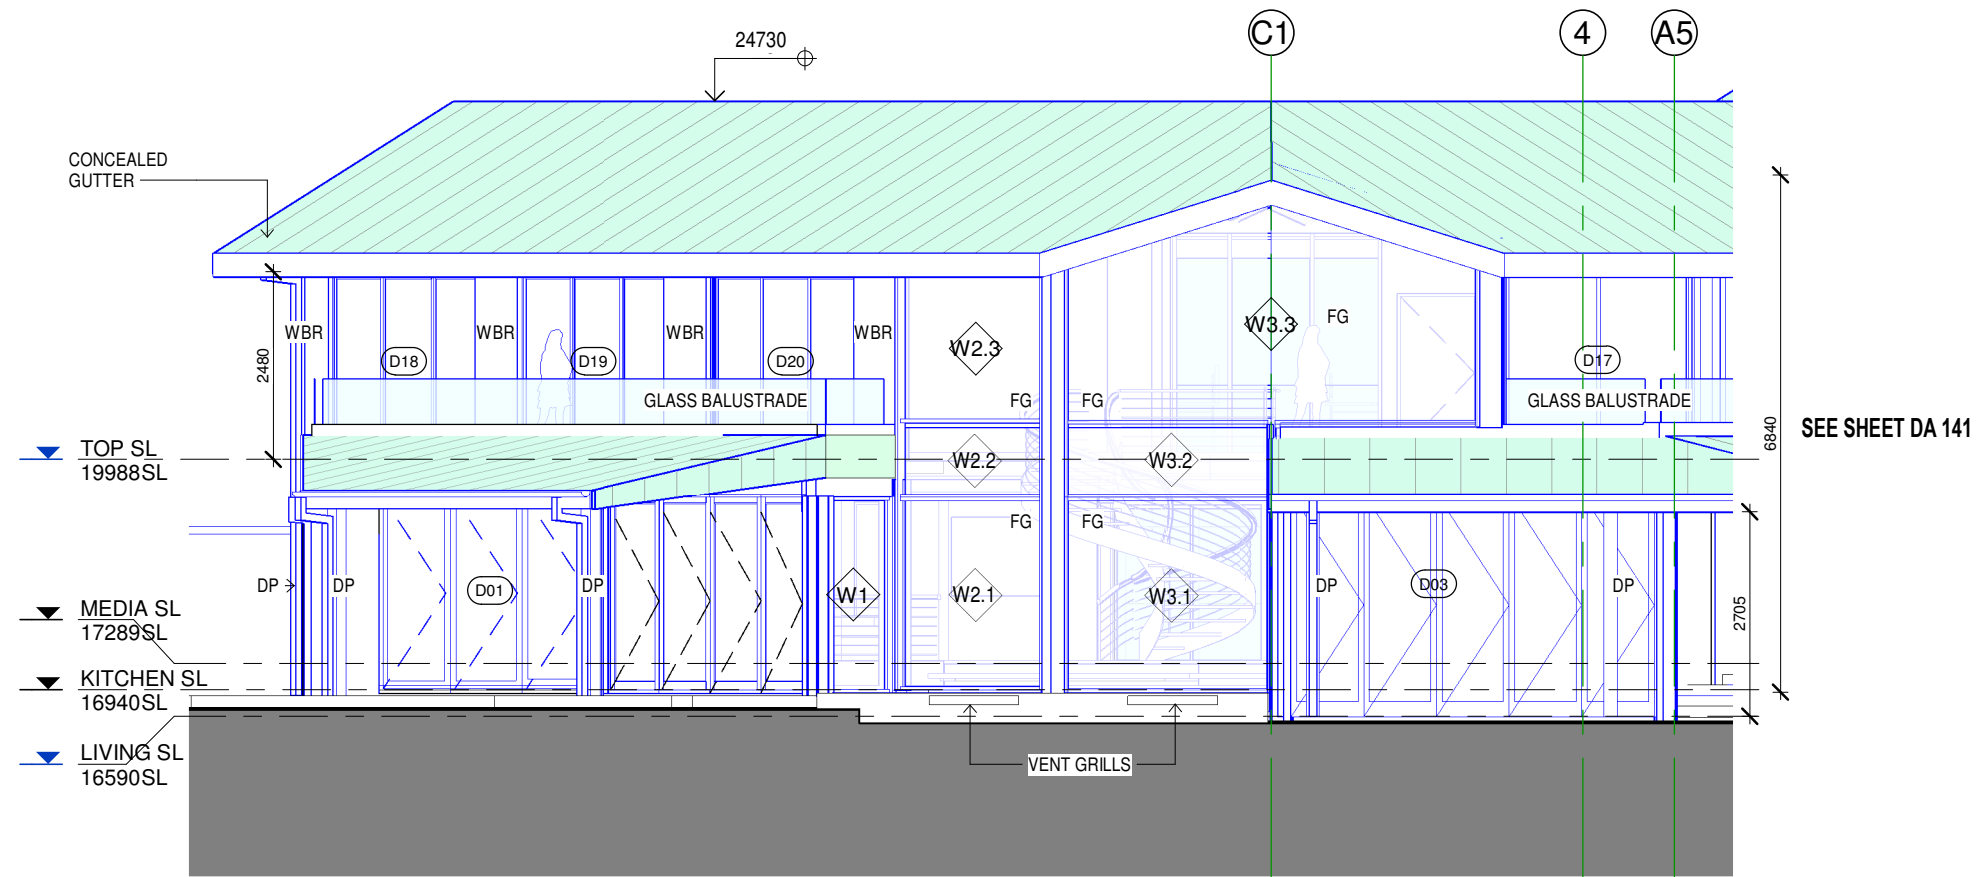 24730
C1
4
A5
CONCEALED
GUTTER
WBR
WBR
WBR
WBR
D18
D19
D20
W2.3
W3.3
FG
D17
2480
GLASS BALUSTRADE
FG
FG
GLASS BALUSTRADE
6840
SEE SHEET DA 141
TOP SL
19988SL
W2.2
W3.2
FG
FG
DP
DP
D01
DP
W1
W2.1
W3.1
DP
D03
DP
2705
MEDIA SL
17289SL
KITCHEN SL
16940SL
LIVING SL
16590SL
VENT GRILLS